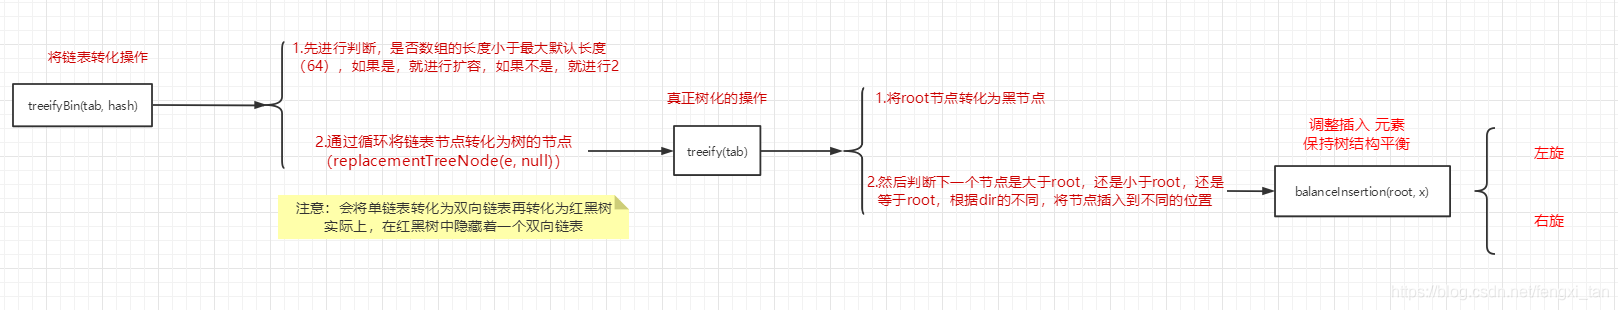 将链表转化操作
treeifyBin(tab, hash)
1.先进行判断，是否数组的长度小于最大默认长度
（64），如果是，就进行扩容，如果不是，就进行2
2.通过循环将链表节点转化为树的节点
（replacementTreeNode(e, null)）
注意：会将单链表转化为双向链表再转化为红黑树
实际上，在红黑树中隐藏着一个双向链表
真正树化的操作
treeify(tab)
1.将root节点转化为黑节点
2.然后判断下一个节点是大于root，还是小于root，还是
等于root，根据dir的不同，将节点插入到不同的位置
调整插入 元素
保持树结构平衡
balanceInsertion(root, x)
左旋
右旋
https://blog.csdn.net/fengxi_tan